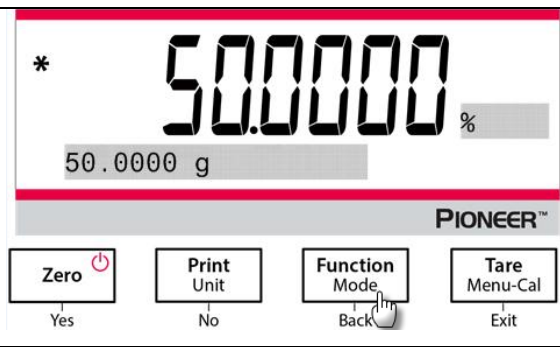 * 50.0000 %
50.0000 g
PIONEER™
Zero
Print
Unit
Function
Mode
Tare
Menu-Cal
Yes
No
Back
Exit